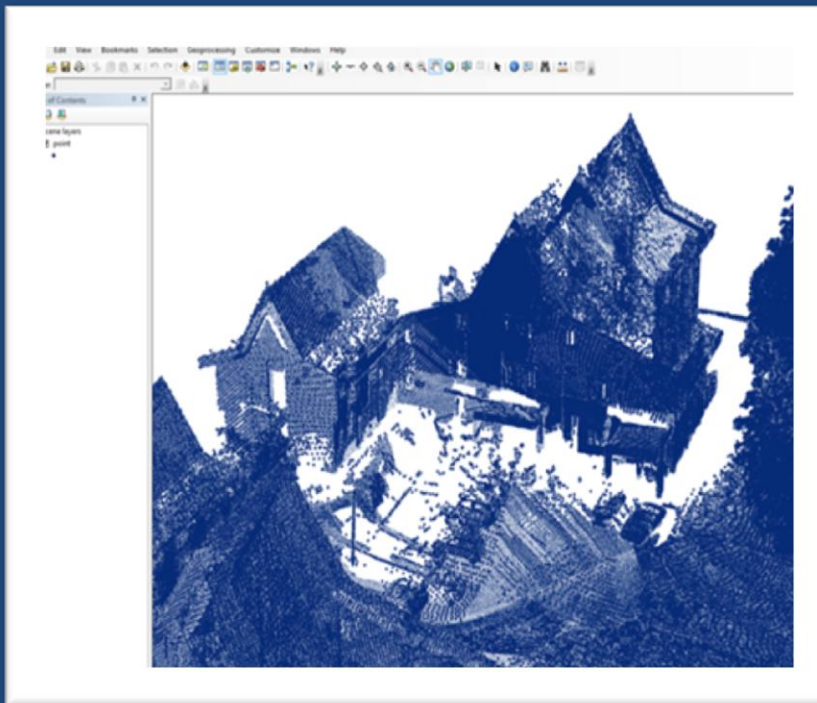 Edit View Bookmarks Selection Geoprocessing Customize Windows Help
of Contents
cene layers
point